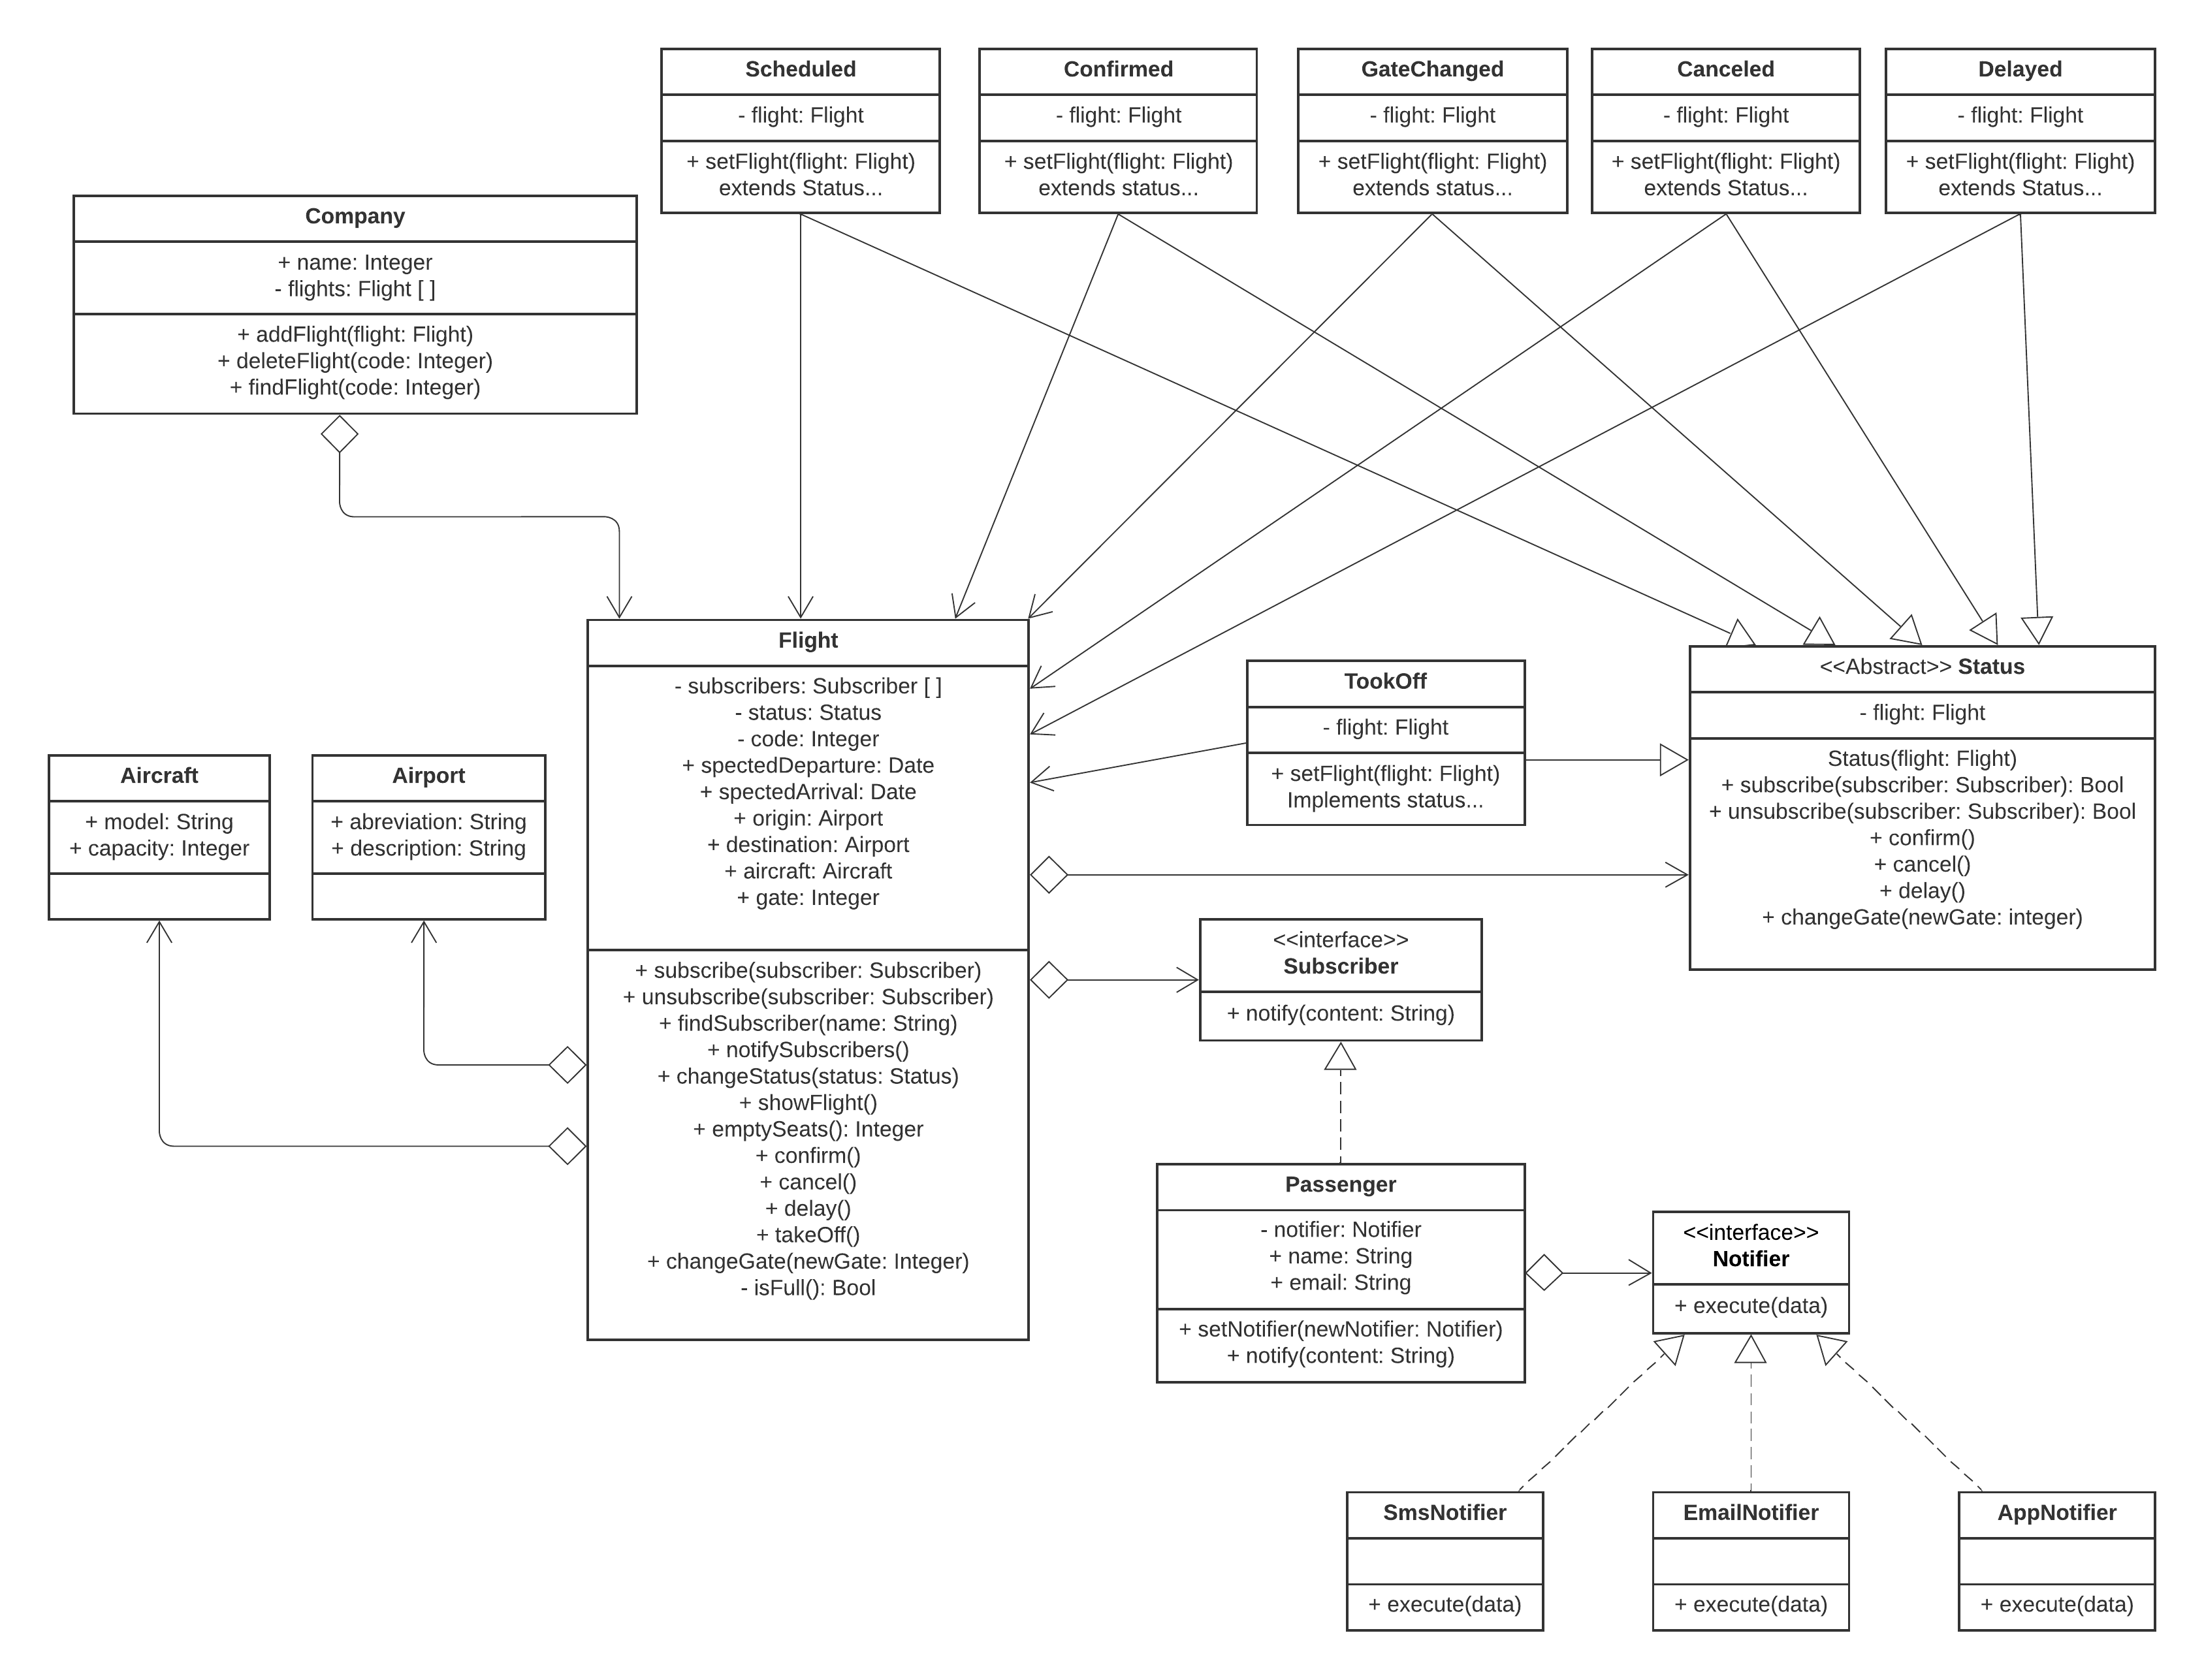 Scheduled
- flight: Flight
+ setFlight(flight: Flight)
extends Status...
Confirmed
- flight: Flight
+ setFlight(flight: Flight)
extends status...
GateChanged
- flight: Flight
+ setFlight(flight: Flight)
extends status...
Canceled
- flight: Flight
+ setFlight(flight: Flight)
extends Status...
Delayed
- flight: Flight
+ setFlight(flight: Flight)
extends Status...
Company
+ name: Integer
- flights: Flight [ ]
+ addFlight(flight: Flight)
+ deleteFlight(code: Integer)
+ findFlight(code: Integer)
Flight
- subscribers: Subscriber [ ]
- status: Status
- code: Integer
+ spectedDeparture: Date
+ spectedArrival: Date
+ origin: Airport
+ destination: Airport
+ aircraft: Aircraft
+ gate: Integer
+ subscribe(subscriber: Subscriber)
+ unsubscribe(subscriber: Subscriber)
+ findSubscriber(name: String)
+ notifySubscribers()
+ changeStatus(status: Status)
+ showFlight()
+ emptySeats(): Integer
+ confirm()
+ cancel()
+ delay()
+ takeOff()
+ changeGate(newGate: Integer)
- isFull(): Bool
TookOff
- flight: Flight
+ setFlight(flight: Flight)
Implements status...
<<Abstract>> Status
- flight: Flight
Status(flight: Flight)
+ subscribe(subscriber: Subscriber): Bool
+ unsubscribe(subscriber: Subscriber): Bool
+ confirm()
+ cancel()
+ delay()
+ changeGate(newGate: integer)
Aircraft
+ model: String
+ capacity: Integer
Airport
+ abreviation: String
+ description: String
<<interface>>
Subscriber
+ notify(content: String)
Passenger
- notifier: Notifier
+ name: String
+ email: String
+ setNotifier(newNotifier: Notifier)
+ notify(content: String)
<<interface>>
Notifier
+ execute(data)
SmsNotifier
+ execute(data)
EmailNotifier
+ execute(data)
AppNotifier
+ execute(data)